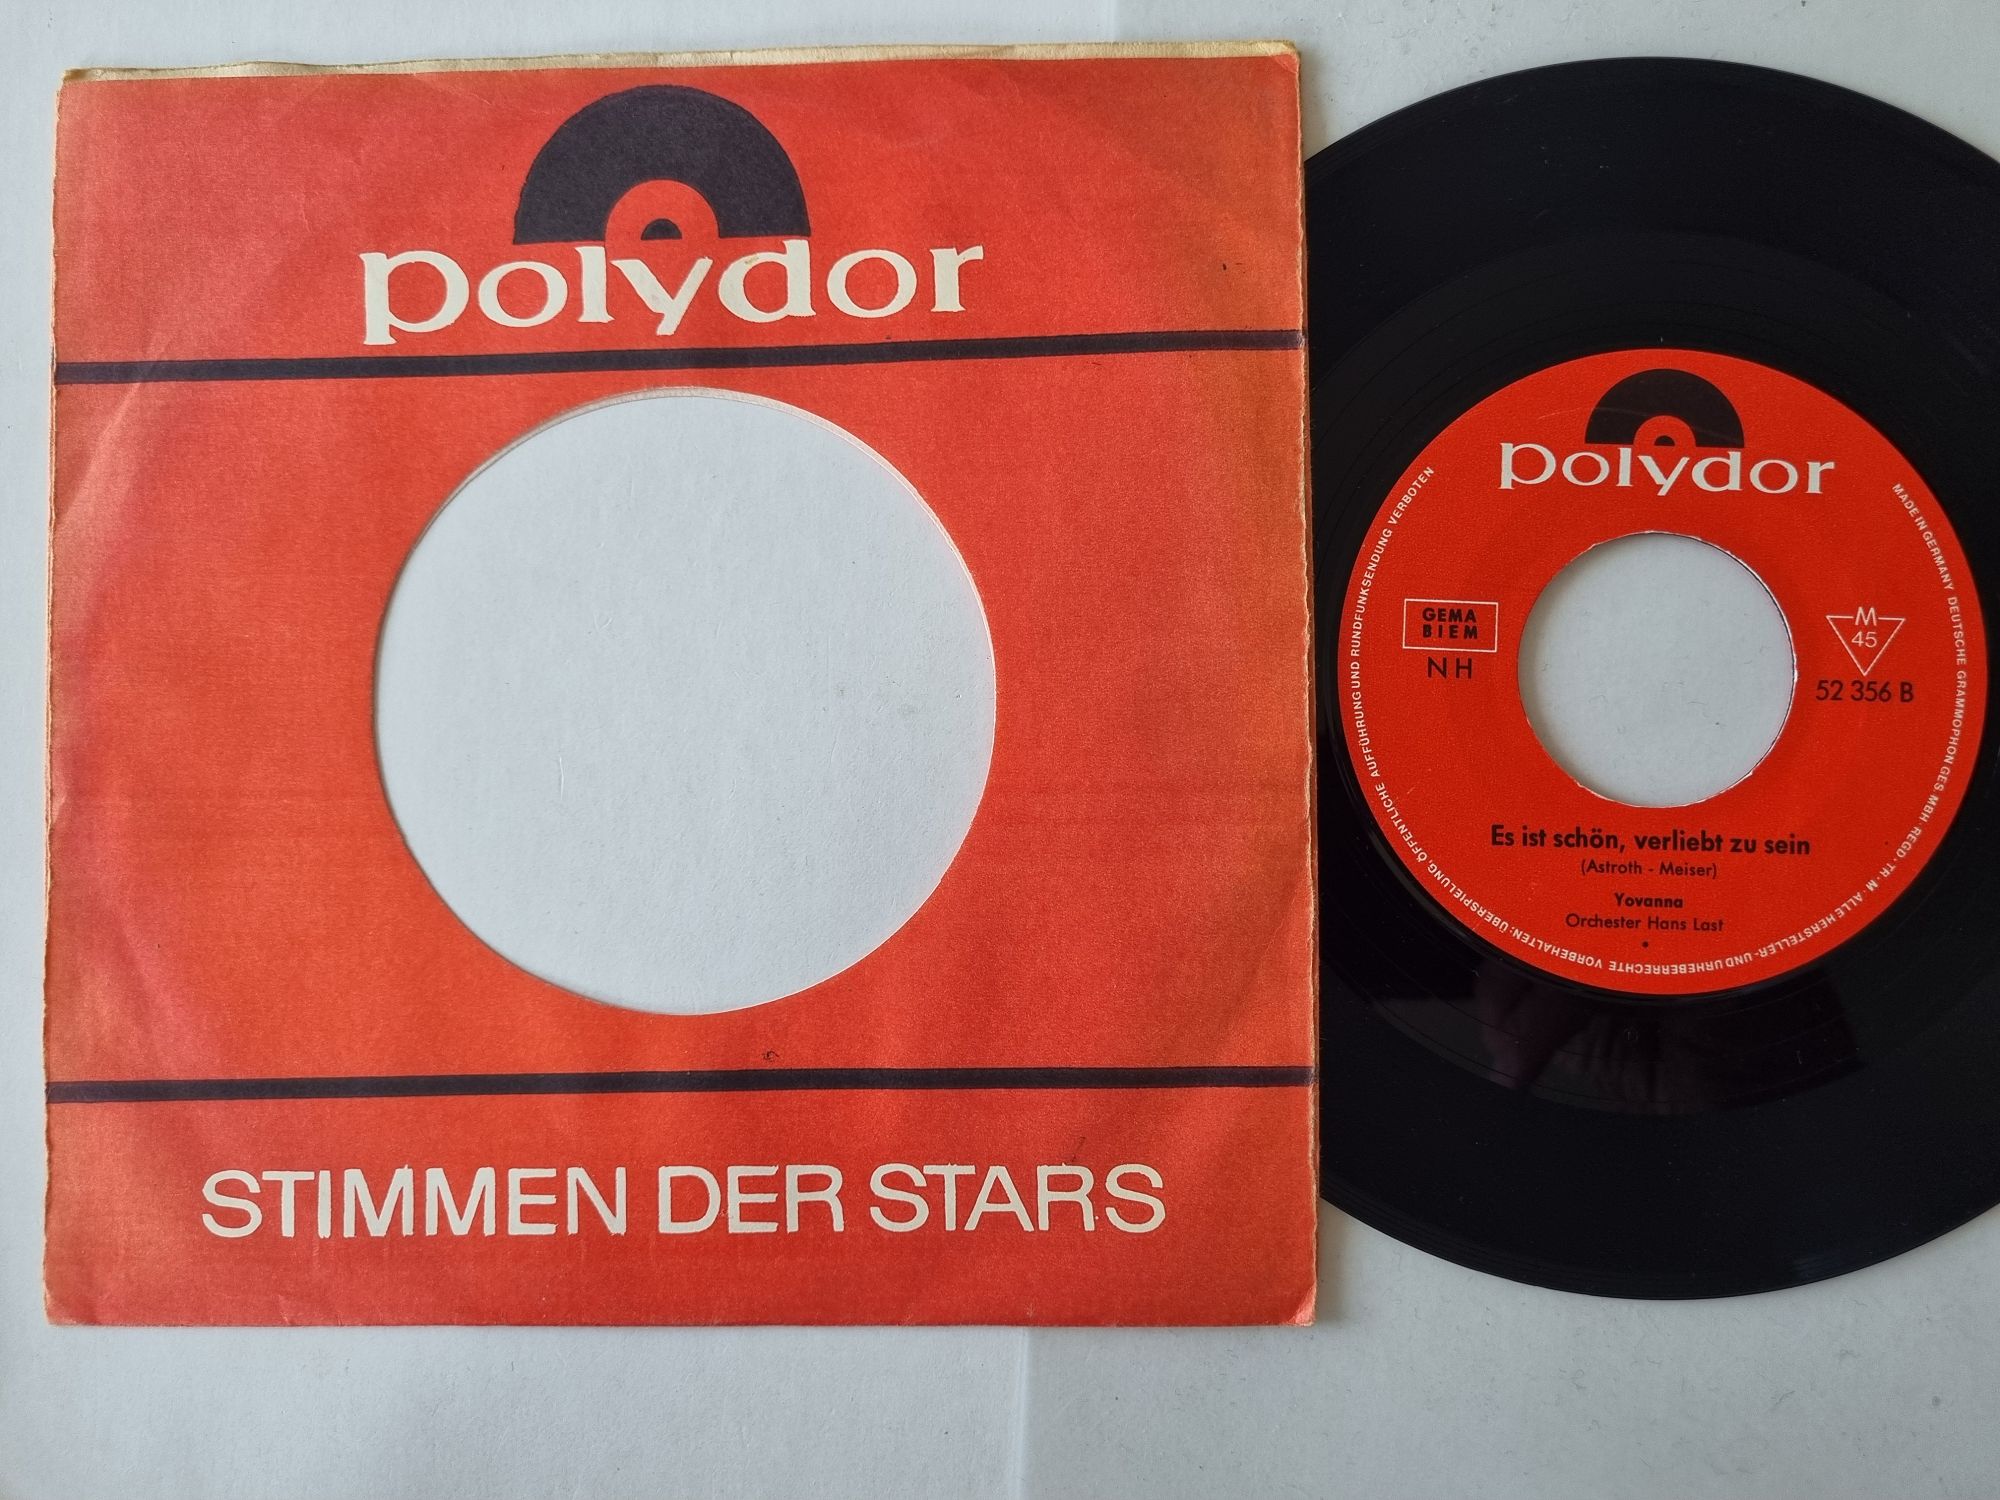 polydor
STIMMEN DER STARS
polydor
GEMA
BIEM
NH
M
45
52 356 B
Es ist schön, verliebt zu sein
(Astroth - Meiser)
Yovanna
Orchester Hans Last
MADE IN GERMANY DEUTSCHE GRAMMOPHON GES. MBH · REGD · TR · M · ALLE HERSTELLER- UND URHEBERRECHTE VORBEHALTEN: ÜBERSPIELUNG, ÖFFENTLICHE AUFFÜHRUNG UND RUNDFUNKSENDUNG VERBOTEN